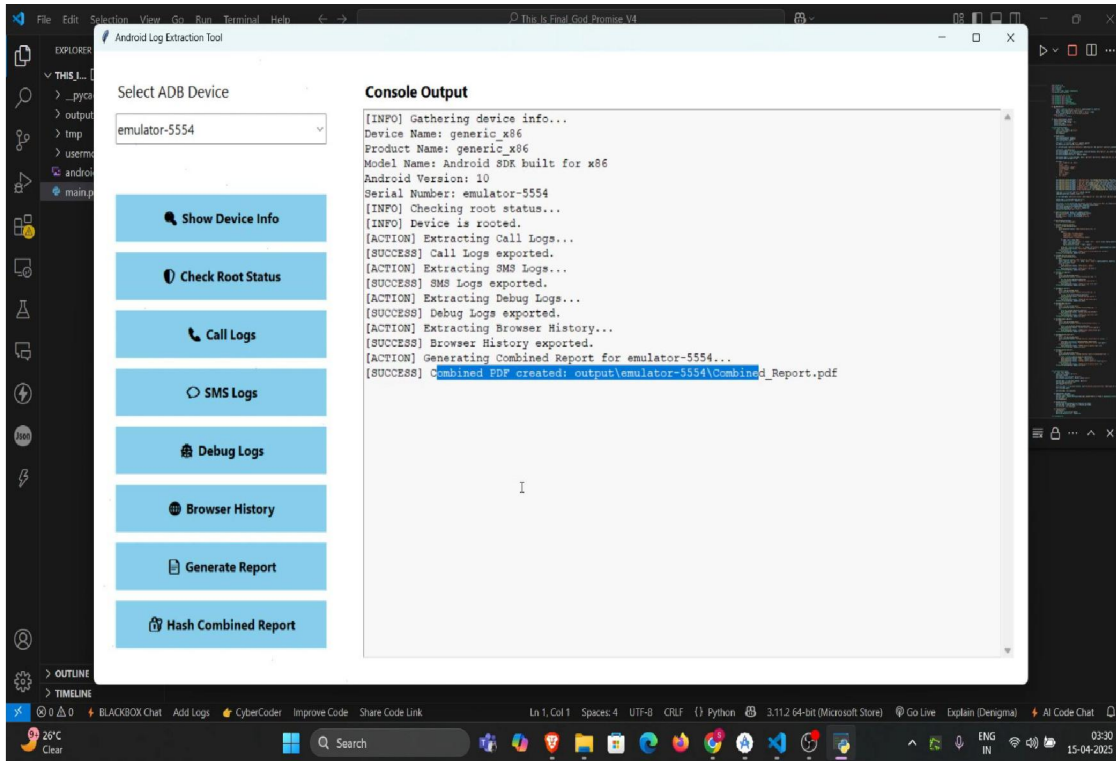 File Edit Selection View Go Run Terminal Help
This Is Final God Promise V4
Android Log Extraction Tool
EXPLORER
THIS_I...
output
tmp
main.p
OUTLINE
TIMELINE
Select ADB Device
emulator-5554
Show Device Info
Check Root Status
Call Logs
SMS Logs
Debug Logs
Browser History
Generate Report
Hash Combined Report
Console Output
[INFO] Gathering device info...
Device Name: generic_x86
Product Name: generic_x86
Model Name: Android SDK built for x86
Android Version: 10
Serial Number: emulator-5554
[INFO] Checking root status...
[INFO] Device is rooted.
[ACTION] Extracting Call Logs...
[SUCCESS] Call Logs exported.
[ACTION] Extracting SMS Logs...
[SUCCESS] SMS Logs exported.
[ACTION] Extracting Debug Logs...
[SUCCESS] Debug Logs exported.
[ACTION] Extracting Browser History...
[SUCCESS] Browser History exported.
[ACTION] Generating Combined Report for emulator-5554...
[SUCCESS] Combined PDF created: output\emulator-5554\Combined_Report.pdf
0 0 BLACKBOX Chat Add Logs CyberCoder Improve Code Share Code Link Ln 1, Col 1 Spaces: 4 UTF-8 CRLF {} Python 3.11.2 64-bit (Microsoft Store) Go Live Explain (Denigma) AI Code Chat
26°C
Clear
Search
ENG
IN
03:30
15-04-2025